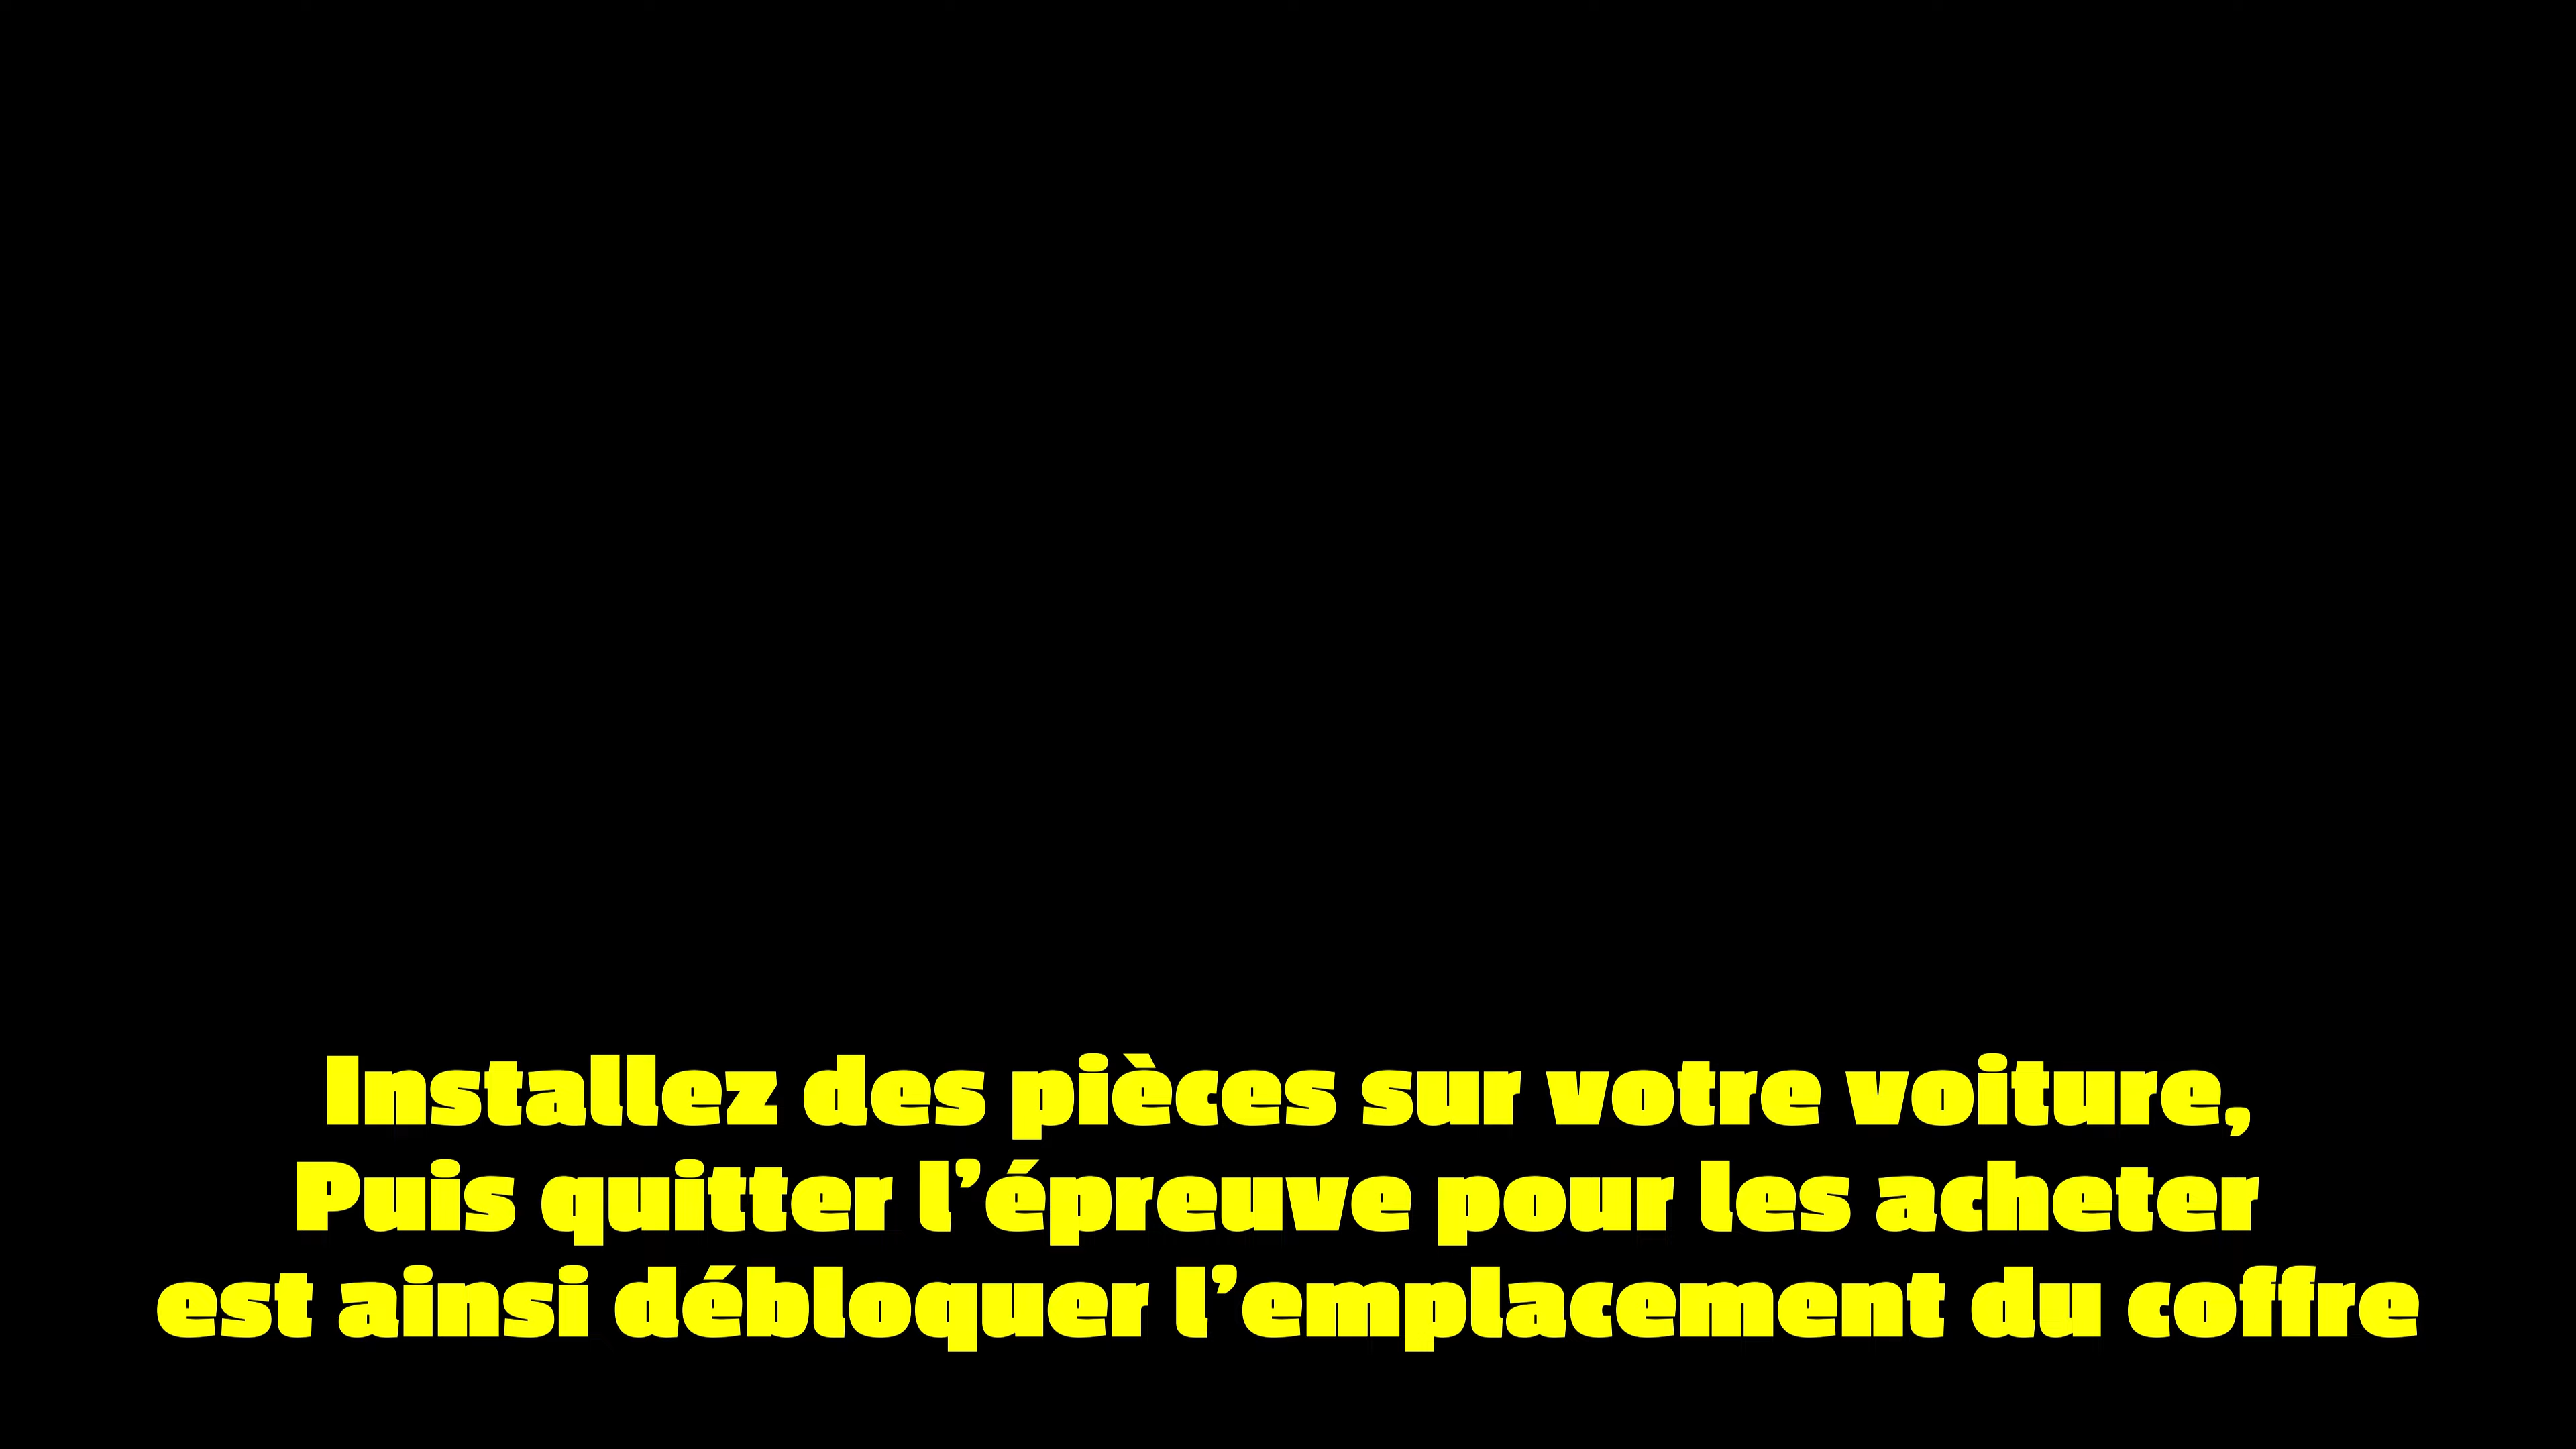 Installez des pièces sur votre voiture,
Puis quitter l’épreuve pour les acheter
est ainsi débloquer l’emplacement du coffre